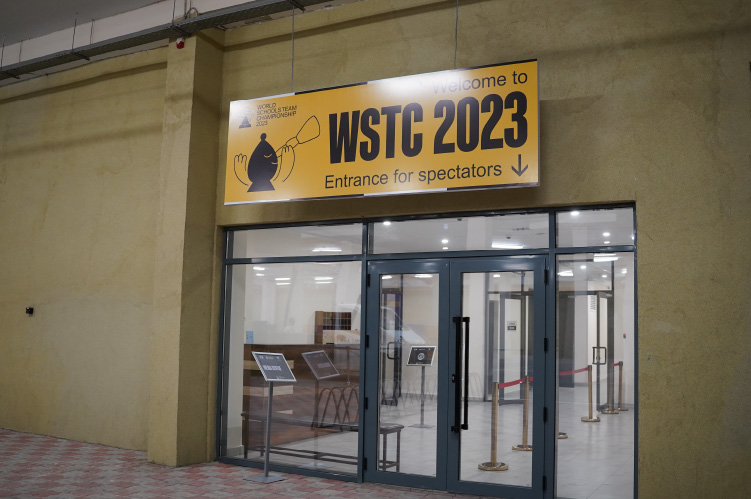 WORLD
SCHOOLS TEAM
CHAMPIONSHIP
2023
Welcome to
WSTC 2023
Entrance for spectators ↓